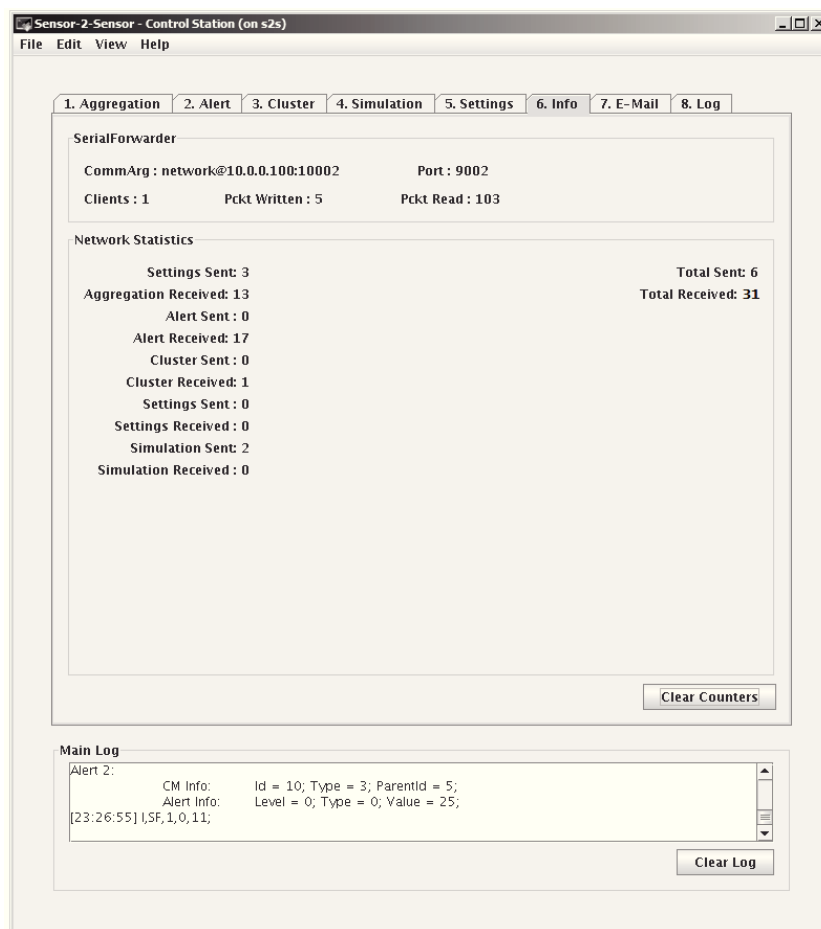 Sensor-2-Sensor - Control Station (on s2s)
File Edit View Help
1. Aggregation 2. Alert 3. Cluster 4. Simulation 5. Settings 6. Info 7. E-Mail 8. Log
SerialForwarder
CommArg : network@10.0.0.100:10002 Port : 9002
Clients : 1 Pckt Written : 5 Pckt Read : 103
Network Statistics
Settings Sent: 3 Total Sent: 6
Aggregation Received: 13 Total Received: 31
Alert Sent : 0
Alert Received: 17
Cluster Sent : 0
Cluster Received: 1
Settings Sent : 0
Settings Received : 0
Simulation Sent: 2
Simulation Received : 0
Clear Counters
Main Log
Alert 2:
CM Info: Id = 10; Type = 3; ParentId = 5;
Alert Info: Level = 0; Type = 0; Value = 25;
[23:26:55] I,SF,1,0,11;
Clear Log